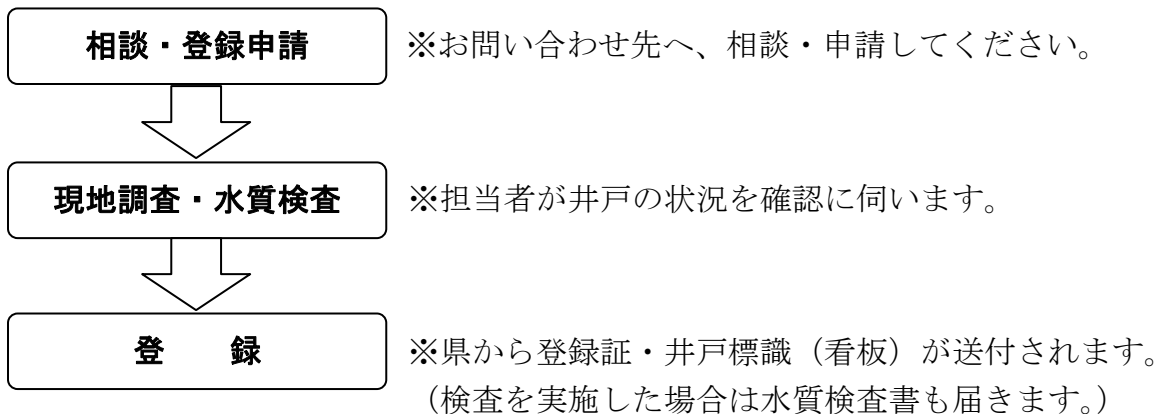 相談・登録申請 ※お問い合わせ先へ、相談・申請してください。
現地調査・水質検査 ※担当者が井戸の状況を確認に伺います。
登　録 ※県から登録証・井戸標識（看板）が送付されます。
（検査を実施した場合は水質検査書も届きます。）